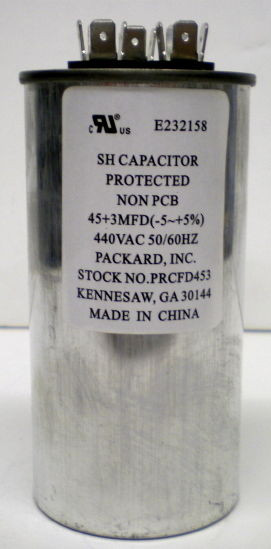 c RU US E232158
SH CAPACITOR
PROTECTED
NON PCB
45+3MFD(-5~+5%)
440VAC 50/60HZ
PACKARD, INC.
STOCK NO.PRCFD453
KENNESAW, GA 30144
MADE IN CHINA